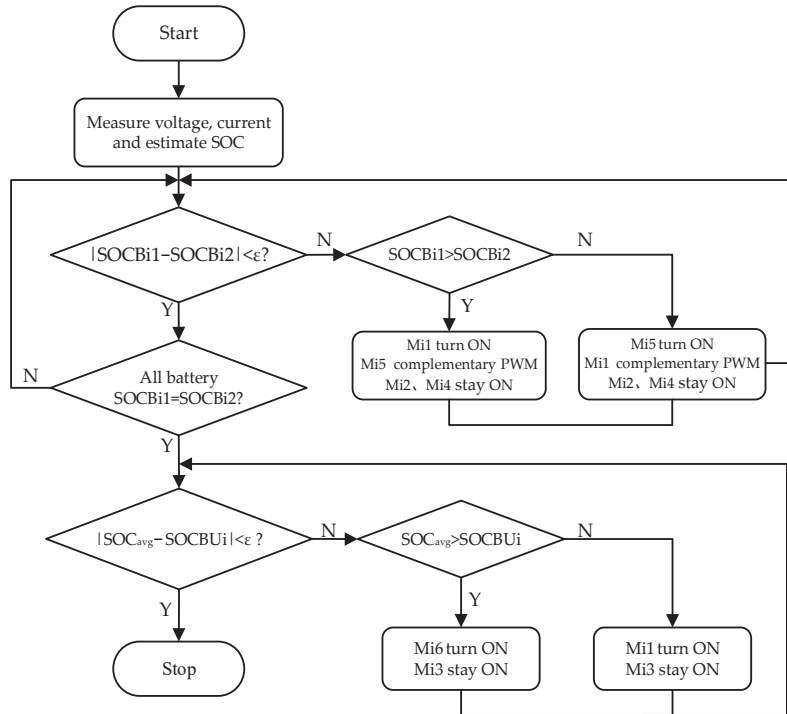 Start
Measure voltage, current
and estimate SOC
|SOCBi1−SOCBi2|<ε?
N
SOCBi1>SOCBi2
N
Y
Y
Mi1 turn ON
Mi5 complementary PWM
Mi2、Mi4 stay ON
Mi5 turn ON
Mi1 complementary PWM
Mi2、Mi4 stay ON
N
All battery
SOCBi1=SOCBi2?
Y
|SOCavg−SOCBUi|<ε ?
N
SOCavg>SOCBUi
N
Y
Y
Stop
Mi6 turn ON
Mi3 stay ON
Mi1 turn ON
Mi3 stay ON